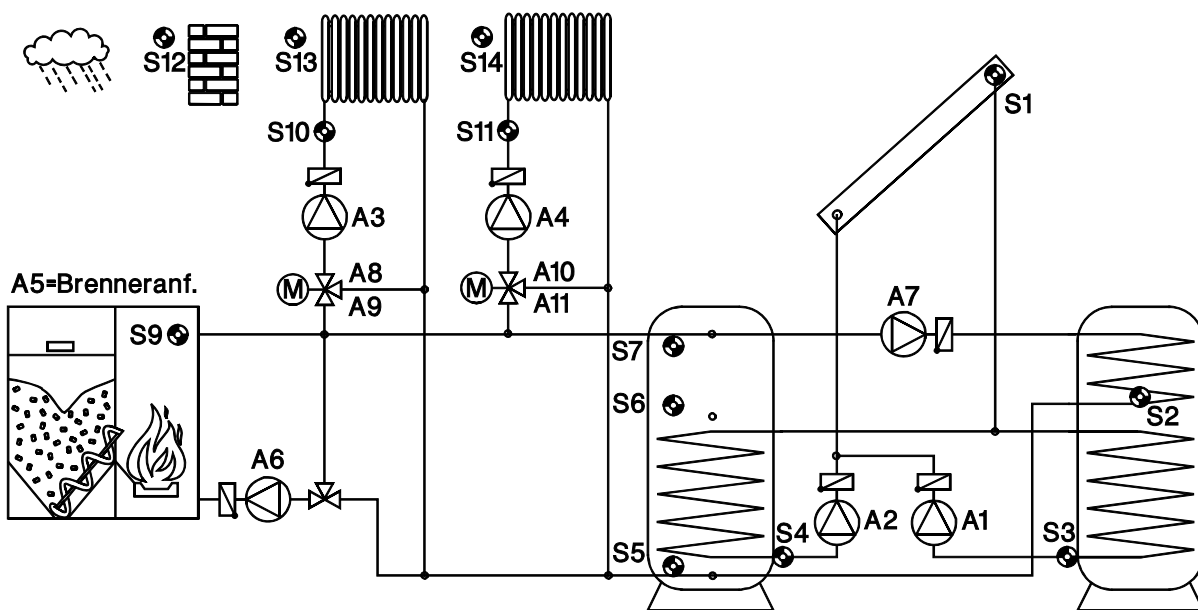 S12
S13
S14
S1
S10
S11
A3
A4
A5=Brenneranf.
M
A8
A9
M
A10
A11
A7
S9
S7
S6
S2
A6
A2
A1
S5
S4
S3